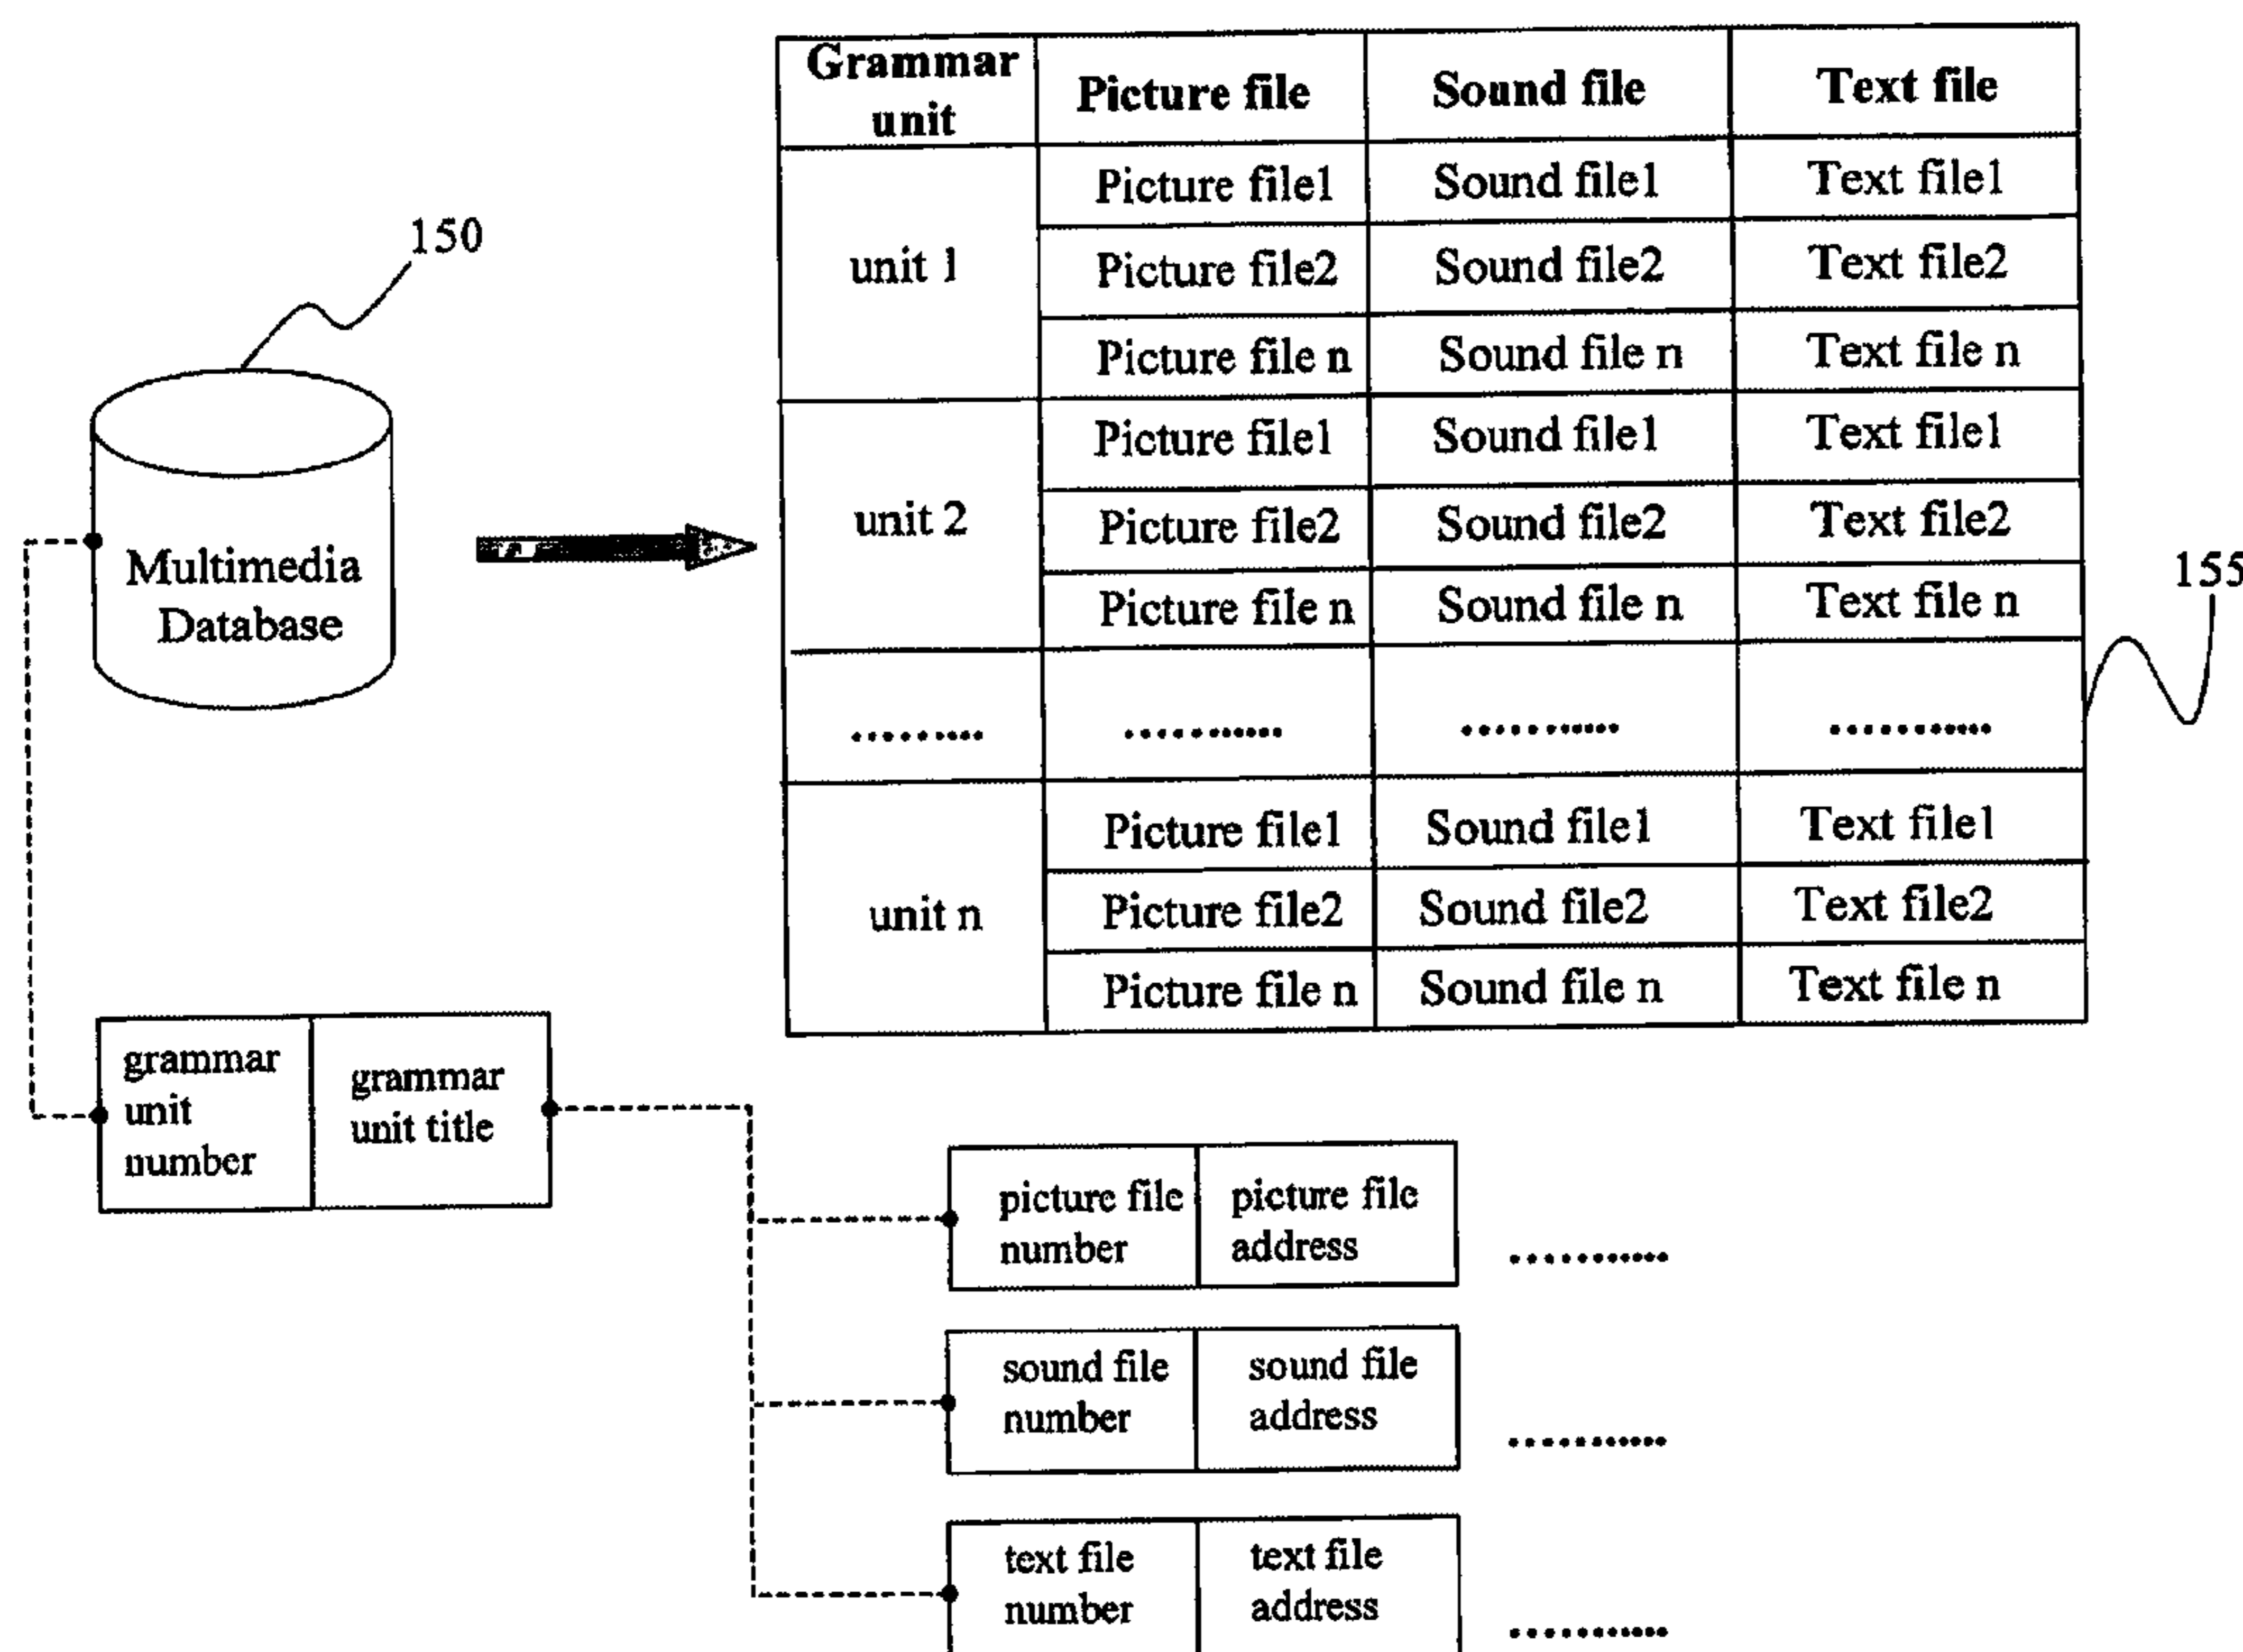 Grammar unit Picture file Sound file Text file
unit 1
Picture file1 Sound file1 Text file1
Picture file2 Sound file2 Text file2
Picture file n Sound file n Text file n
unit 2
Picture file1 Sound file1 Text file1
Picture file2 Sound file2 Text file2
Picture file n Sound file n Text file n
............ ............ ............ ............
unit n
Picture file1 Sound file1 Text file1
Picture file2 Sound file2 Text file2
Picture file n Sound file n Text file n
150
155
Multimedia
Database
grammar
unit
number
grammar
unit title
picture file
number
picture file
address
............
sound file
number
sound file
address
............
text file
number
text file
address
............